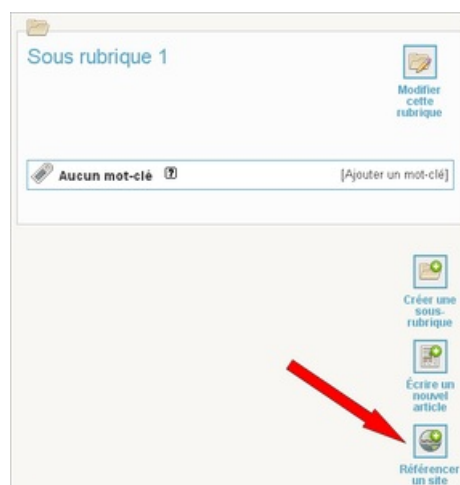 Sous rubrique 1
Modifier
cette
rubrique
Aucun mot-clé ?
[Ajouter un mot-clé]
Créer une
sous-
rubrique
Écrire un
nouvel
article
Référencer
un site